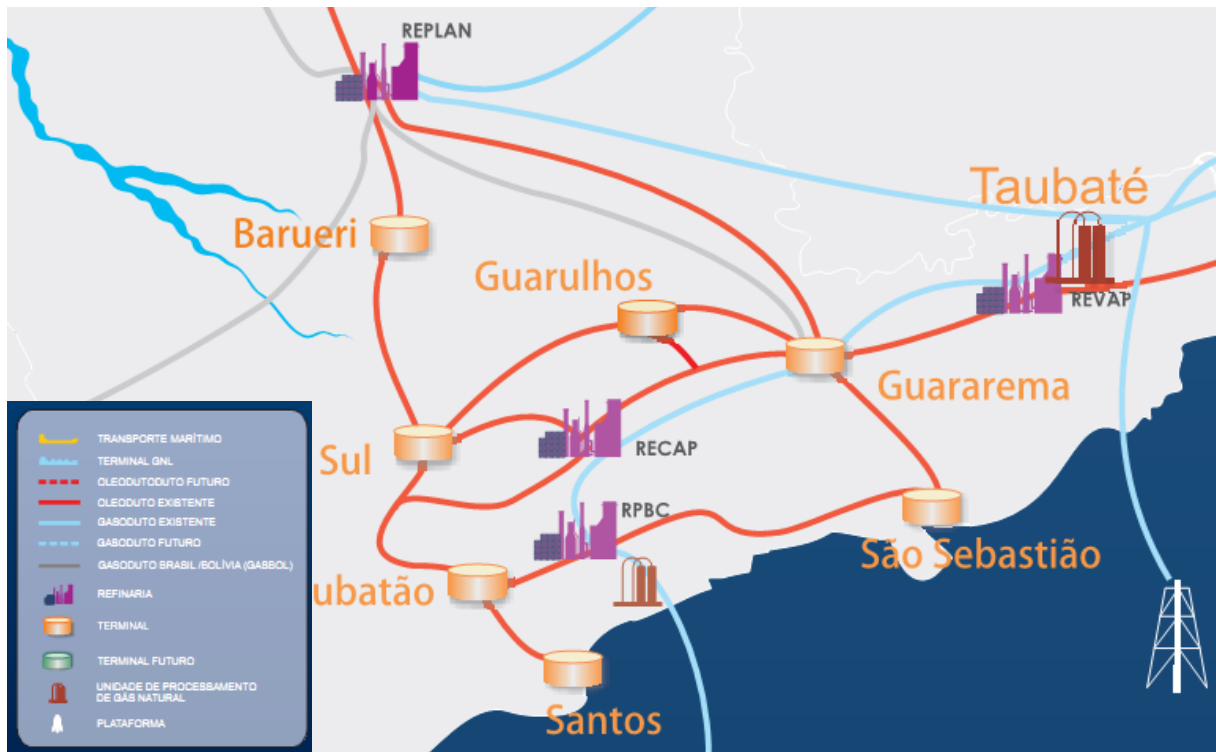 REPLAN
Taubaté
Barueri
Guarulhos
REVAP
Guararema
TRANSPORTE MARÍTIMO
TERMINAL GNL
OLEODUTODUTO FUTURO
OLEODUTO EXISTENTE
GASODUTO EXISTENTE
GASODUTO FUTURO
GASODUTO BRASIL /BOLÍVIA (GASBOL)
REFINARIA
TERMINAL
TERMINAL FUTURO
UNIDADE DE PROCESSAMENTO
DE GÁS NATURAL
PLATAFORMA
Sul
RECAP
RPBC
São Sebastião
ubatão
Santos